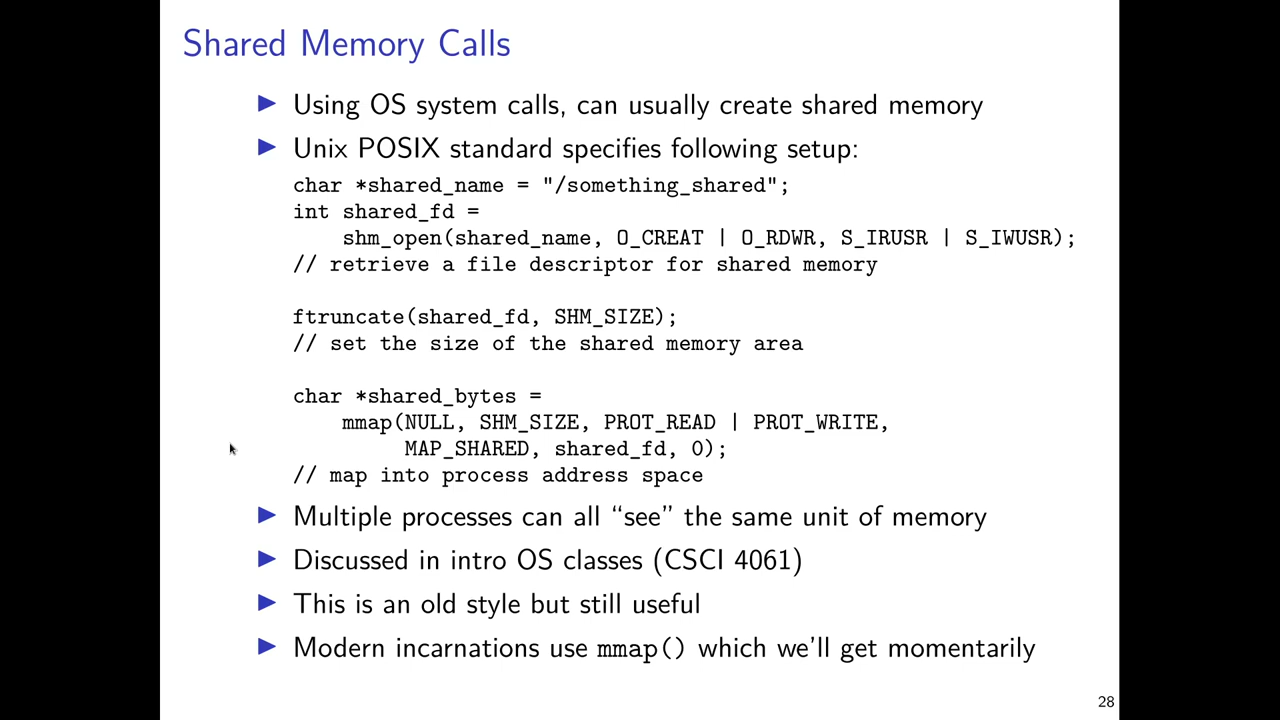 Shared Memory Calls
Using OS system calls, can usually create shared memory
Unix POSIX standard specifies following setup:
char *shared_name = "/something_shared";
int shared_fd =
shm_open(shared_name, O_CREAT | O_RDWR, S_IRUSR | S_IWUSR);
// retrieve a file descriptor for shared memory
ftruncate(shared_fd, SHM_SIZE);
// set the size of the shared memory area
char *shared_bytes =
mmap(NULL, SHM_SIZE, PROT_READ | PROT_WRITE,
MAP_SHARED, shared_fd, 0);
// map into process address space
Multiple processes can all “see” the same unit of memory
Discussed in intro OS classes (CSCI 4061)
This is an old style but still useful
Modern incarnations use mmap() which we’ll get momentarily
28